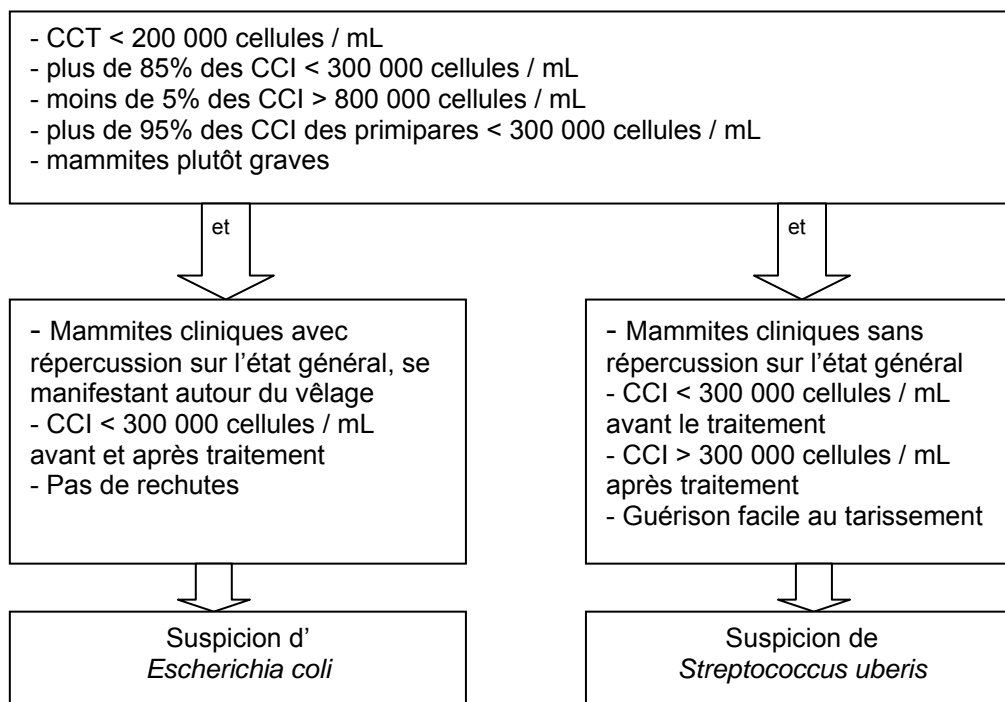 - CCT < 200 000 cellules / mL
- plus de 85% des CCI < 300 000 cellules / mL
- moins de 5% des CCI > 800 000 cellules / mL
- plus de 95% des CCI des primipares < 300 000 cellules / mL
- mammites plutôt graves
et
et
- Mammites cliniques avec
répercussion sur l'état général, se
manifestant autour du vêlage
- CCI < 300 000 cellules / mL
avant et après traitement
- Pas de rechutes
- Mammites cliniques sans
répercussion sur l'état général
- CCI < 300 000 cellules / mL
avant le traitement
- CCI > 300 000 cellules / mL
après traitement
- Guérison facile au tarissement
Suspicion d'
Escherichia coli
Suspicion de
Streptococcus uberis